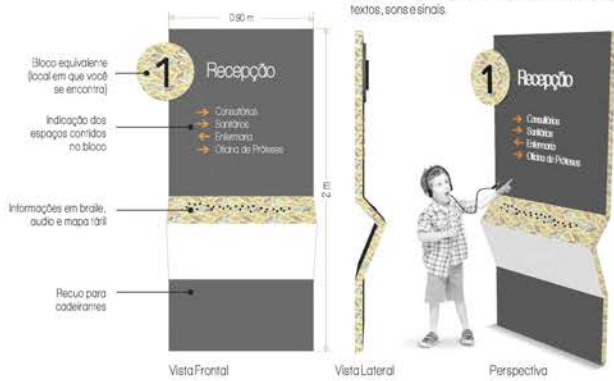 textos, sons e sinais.
0.90 m
Bloco equivalente
(local em que você
se encontra)
1
Recepção
Indicação dos
espaços contidos
no bloco
→ Consultórios
→ Sanitários
← Enfermaria
→ Oficina de Próteses
2 m
Informações em braile,
audio e mapa tátil
Recuo para
cadeirantes
1
Recepção
→ Consultórios
→ Sanitários
← Enfermaria
→ Oficina de Próteses
Vista Frontal
Vista Lateral
Perspectiva